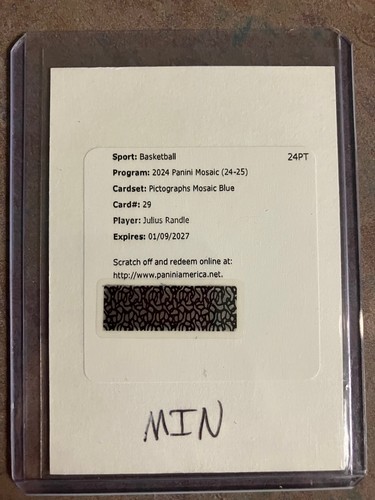 Sport: Basketball
24PT
Program: 2024 Panini Mosaic (24-25)
Cardset: Pictographs Mosaic Blue
Card#: 29
Player: Julius Randle
Expires: 01/09/2027
Scratch off and redeem online at:
http://www.paniniamerica.net.
MIN